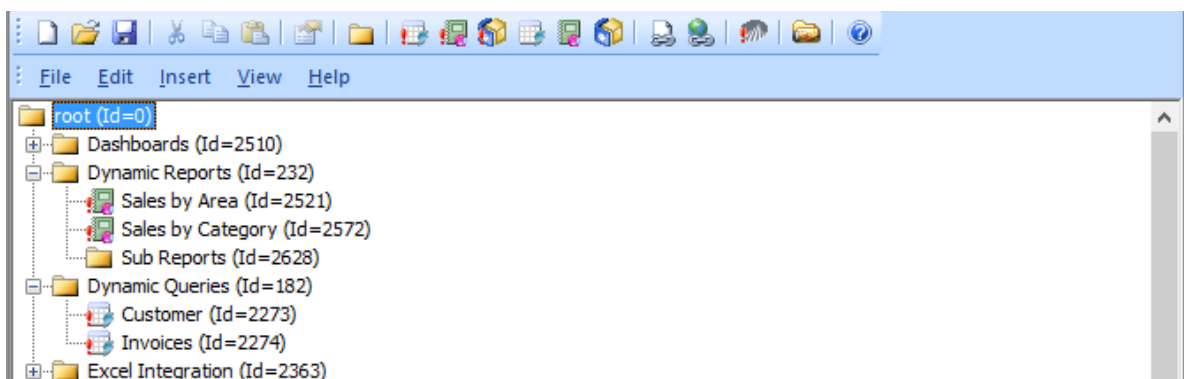 File Edit Insert View Help
root (Id=0)
Dashboards (Id=2510)
Dynamic Reports (Id=232)
Sales by Area (Id=2521)
Sales by Category (Id=2572)
Sub Reports (Id=2628)
Dynamic Queries (Id=182)
Customer (Id=2273)
Invoices (Id=2274)
Excel Integration (Id=2363)